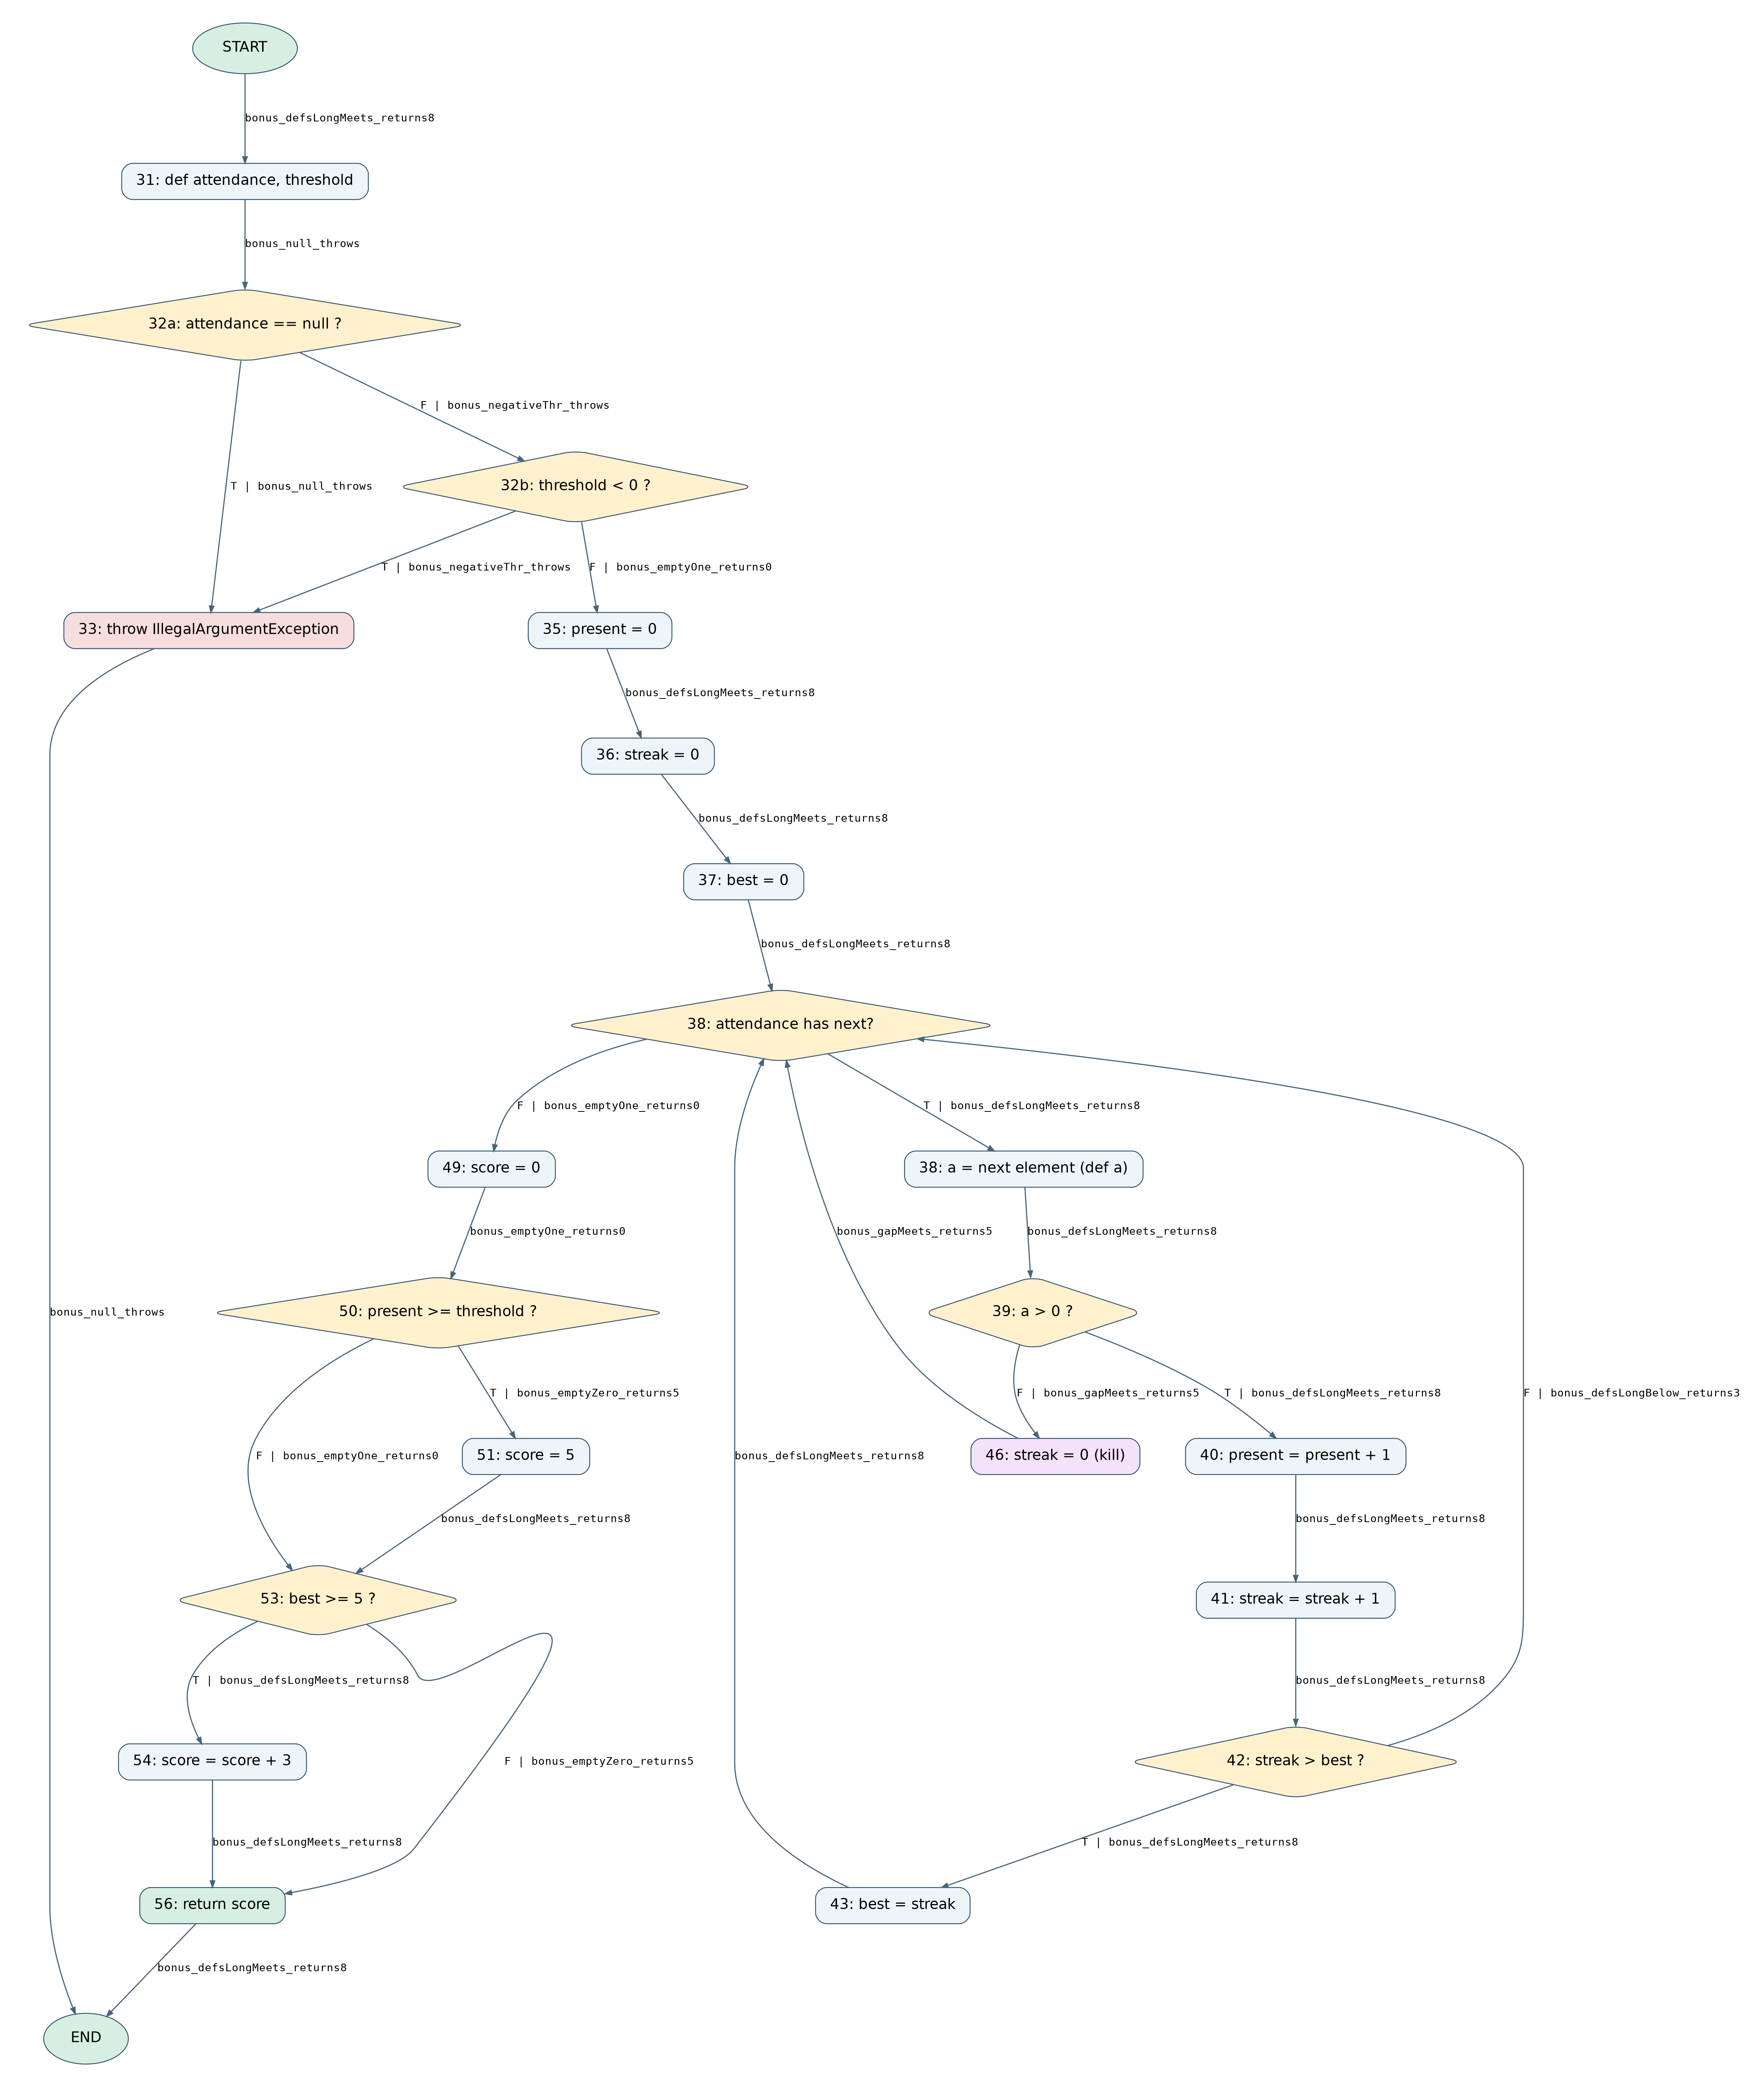 START
bonus_defsLongMeets_returns8
31: def attendance, threshold
bonus_null_throws
32a: attendance == null ?
F | bonus_negativeThr_throws
T | bonus_null_throws
32b: threshold < 0 ?
T | bonus_negativeThr_throws
F | bonus_emptyOne_returns0
33: throw IllegalArgumentException
35: present = 0
bonus_defsLongMeets_returns8
36: streak = 0
bonus_defsLongMeets_returns8
37: best = 0
bonus_defsLongMeets_returns8
38: attendance has next?
F | bonus_emptyOne_returns0
T | bonus_defsLongMeets_returns8
49: score = 0
38: a = next element (def a)
bonus_emptyOne_returns0
bonus_gapMeets_returns5
bonus_defsLongMeets_returns8
bonus_null_throws
50: present >= threshold ?
39: a > 0 ?
T | bonus_emptyZero_returns5
F | bonus_gapMeets_returns5
T | bonus_defsLongMeets_returns8
F | bonus_defsLongBelow_returns3
F | bonus_emptyOne_returns0
51: score = 5
bonus_defsLongMeets_returns8
46: streak = 0 (kill)
40: present = present + 1
bonus_defsLongMeets_returns8
bonus_defsLongMeets_returns8
53: best >= 5 ?
41: streak = streak + 1
T | bonus_defsLongMeets_returns8
bonus_defsLongMeets_returns8
54: score = score + 3
F | bonus_emptyZero_returns5
42: streak > best ?
bonus_defsLongMeets_returns8
T | bonus_defsLongMeets_returns8
56: return score
43: best = streak
bonus_defsLongMeets_returns8
END